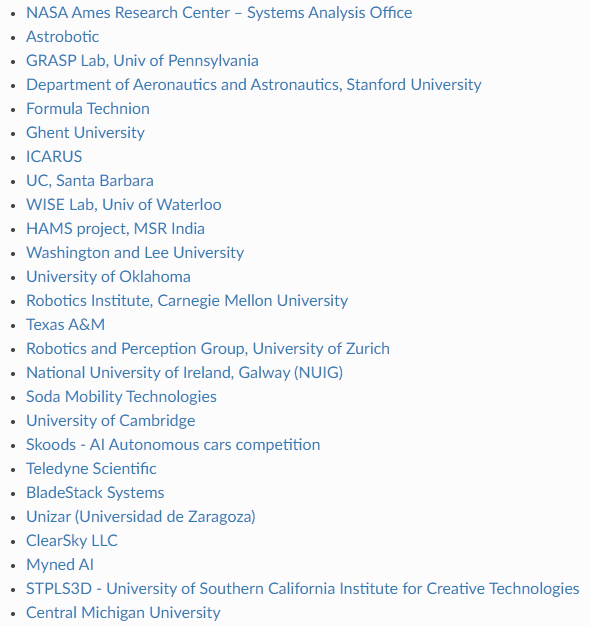 NASA Ames Research Center – Systems Analysis Office
Astrobotic
GRASP Lab, Univ of Pennsylvania
Department of Aeronautics and Astronautics, Stanford University
Formula Technion
Ghent University
ICARUS
UC, Santa Barbara
WISE Lab, Univ of Waterloo
HAMS project, MSR India
Washington and Lee University
University of Oklahoma
Robotics Institute, Carnegie Mellon University
Texas A&M
Robotics and Perception Group, University of Zurich
National University of Ireland, Galway (NUIG)
Soda Mobility Technologies
University of Cambridge
Skoods - AI Autonomous cars competition
Teledyne Scientific
BladeStack Systems
Unizar (Universidad de Zaragoza)
ClearSky LLC
Myned AI
STPLS3D - University of Southern California Institute for Creative Technologies
Central Michigan University